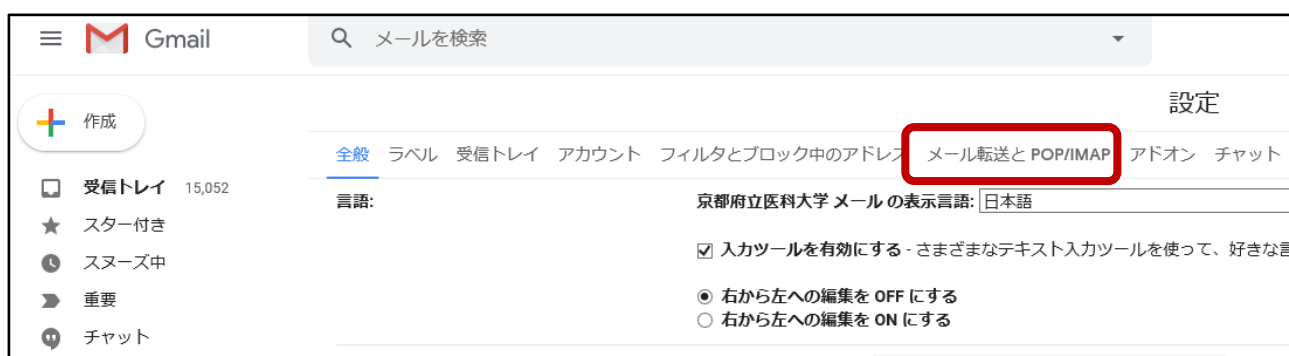 Gmail
メールを検索
作成
設定
全般 ラベル 受信トレイ アカウント フィルタとブロック中のアドレス メール転送と POP/IMAP アドオン チャット
受信トレイ 15,052
スター付き
スヌーズ中
重要
チャット
言語:
京都府立医科大学 メール の表示言語: 日本語
入力ツールを有効にする - さまざまなテキスト入力ツールを使って、好きな言
右から左への編集を OFF にする
右から左への編集を ON にする